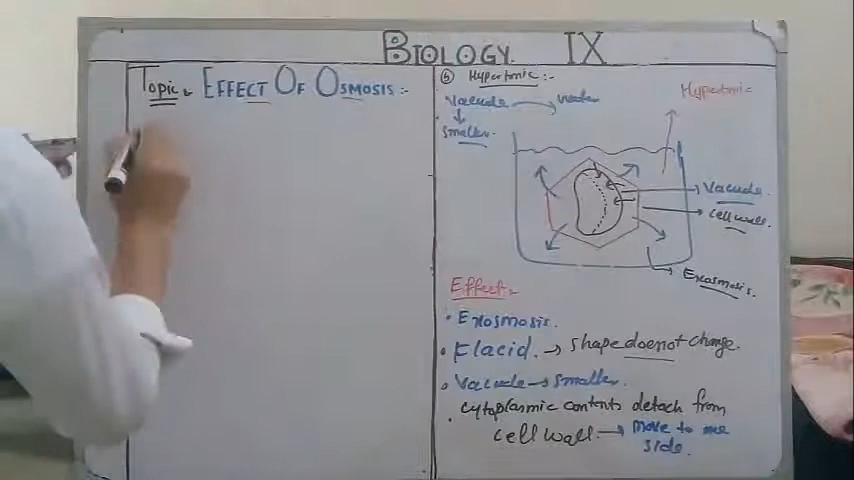 BIOLOGY IX
Topic:- EFFECT OF OSMOSIS:-
⑥ Hypertonic:-
Vacuole → water
↓
smaller.
Hypertonic
Vacuole.
cell wall.
Exosmosis.
Effect:-
• Exosmosis.
• Flacid. → shape doenot change.
• Vacuole → smaller.
• cytoplasmic contents detach from
cell wall. → move to one
side.